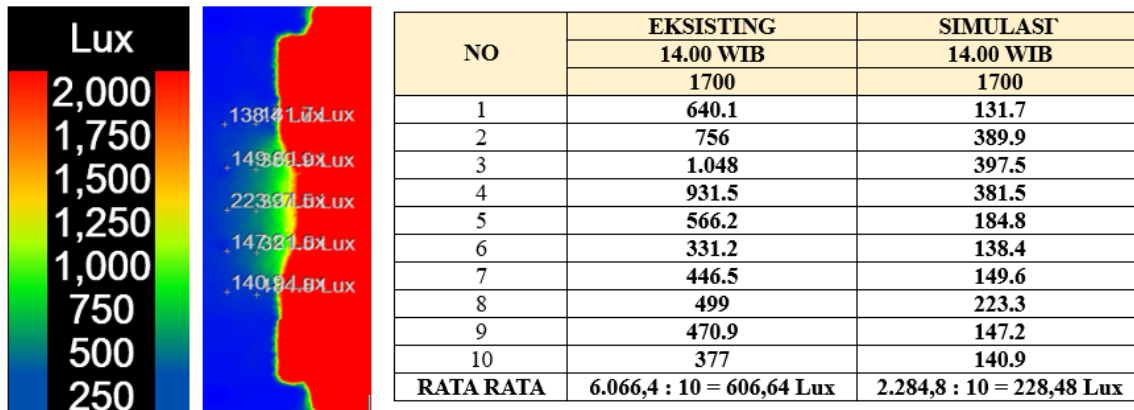 Lux
2,000
1,750
1,500
1,250
1,000
750
500
250
NO EKSISTING SIMULASI`
14.00 WIB 14.00 WIB
1700 1700
1 640.1 131.7
2 756 389.9
3 1.048 397.5
4 931.5 381.5
5 566.2 184.8
6 331.2 138.4
7 446.5 149.6
8 499 223.3
9 470.9 147.2
10 377 140.9
RATA RATA 6.066,4 : 10 = 606,64 Lux 2.284,8 : 10 = 228,48 Lux